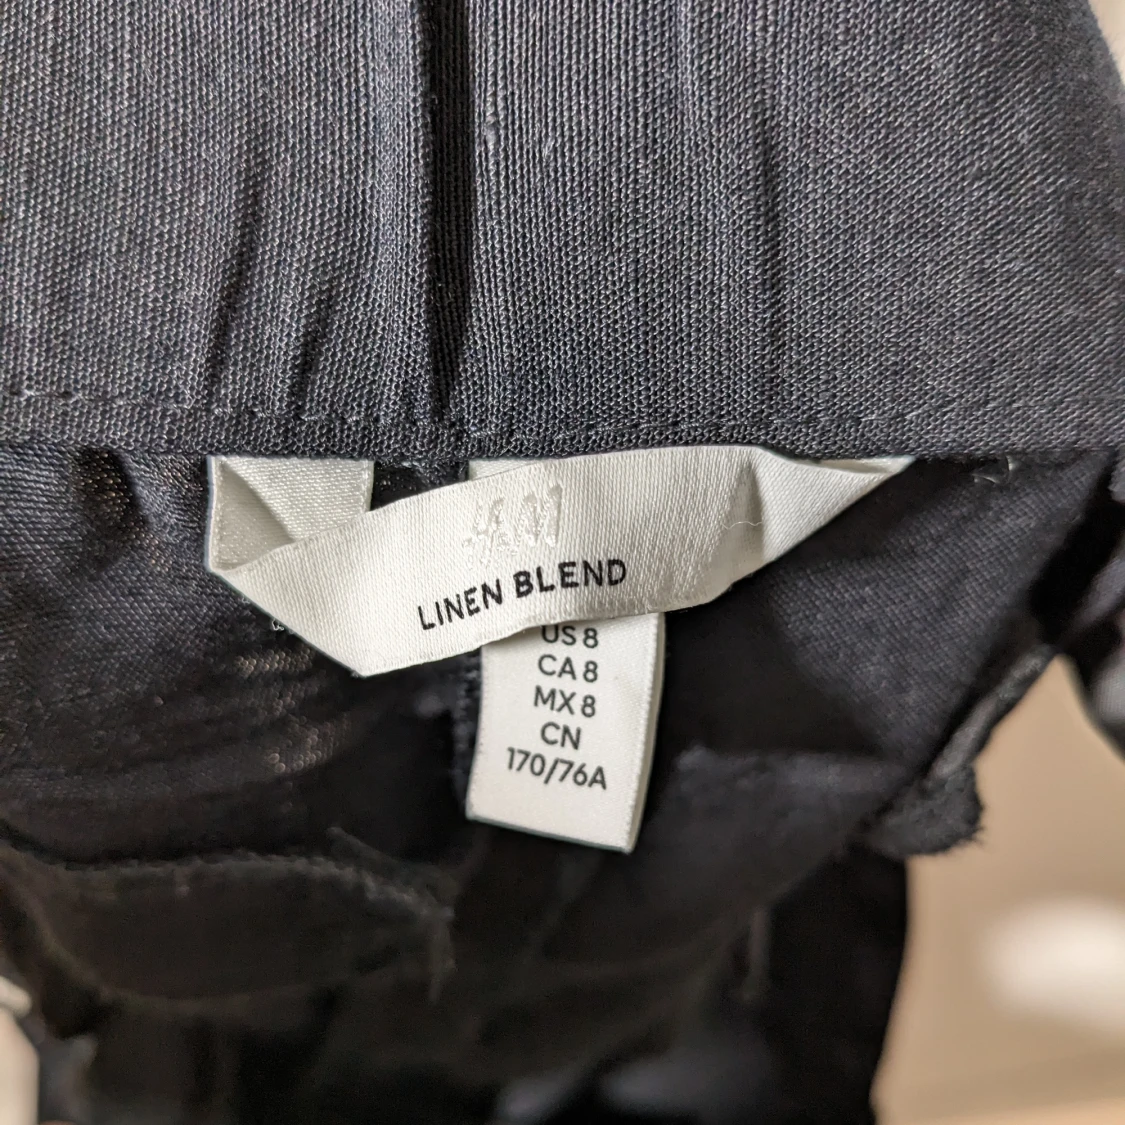 H&M
LINEN BLEND
US 8
CA 8
MX 8
CN
170/76A